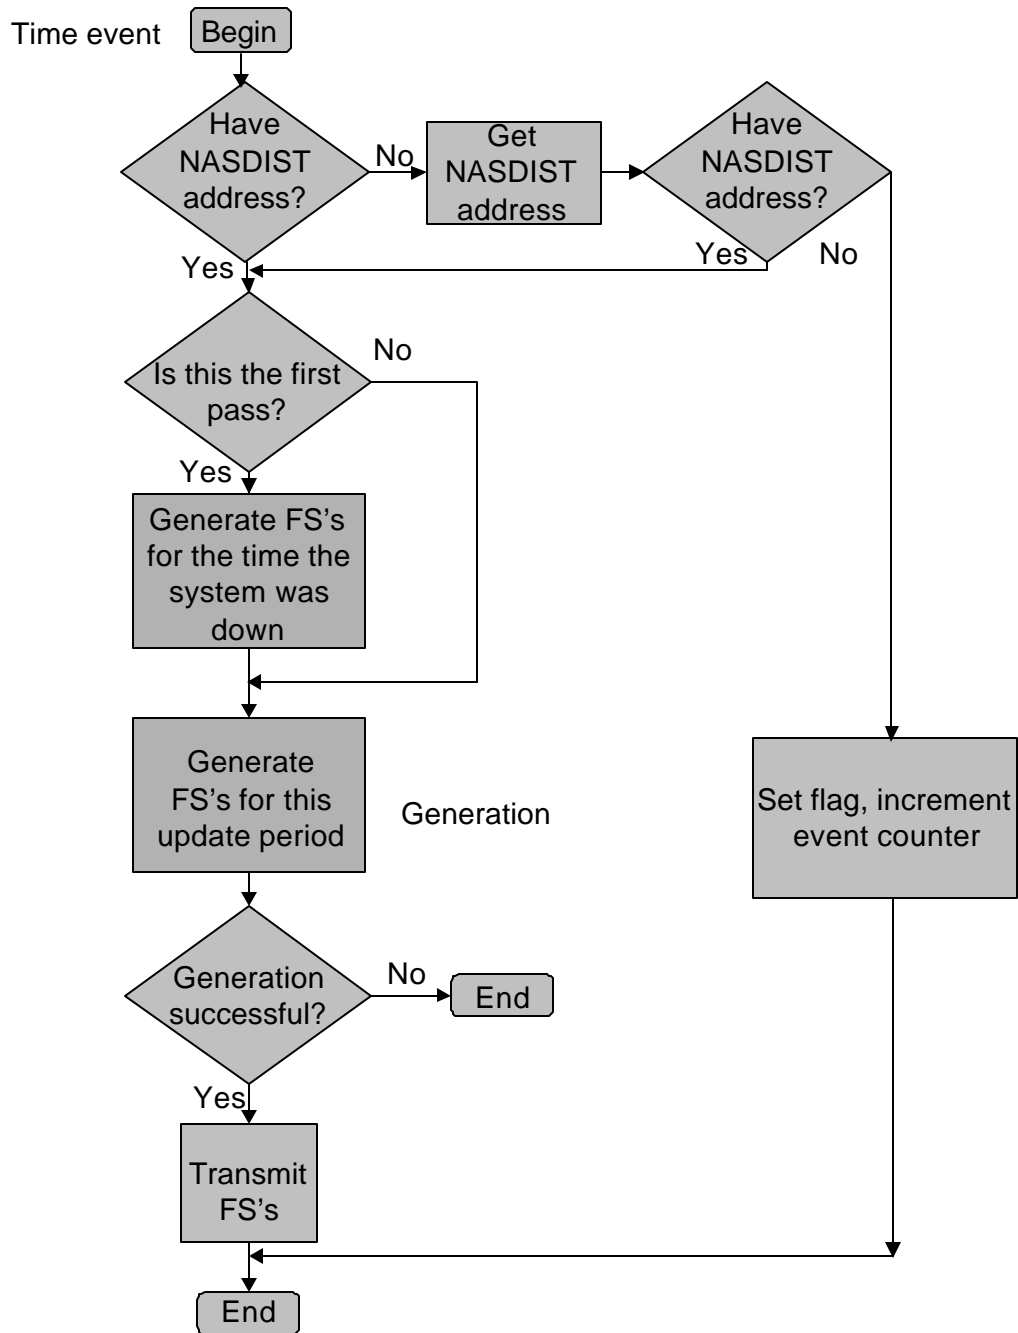 Time event
Begin
Have
NASDIST
address?
No
Get
NASDIST
address
Have
NASDIST
address?
Yes
Yes
No
Is this the first
pass?
No
Yes
Generate FS's
for the time the
system was
down
Generate
FS's for this
update period
Generation
Set flag, increment
event counter
Generation
successful?
No
End
Yes
Transmit
FS's
End